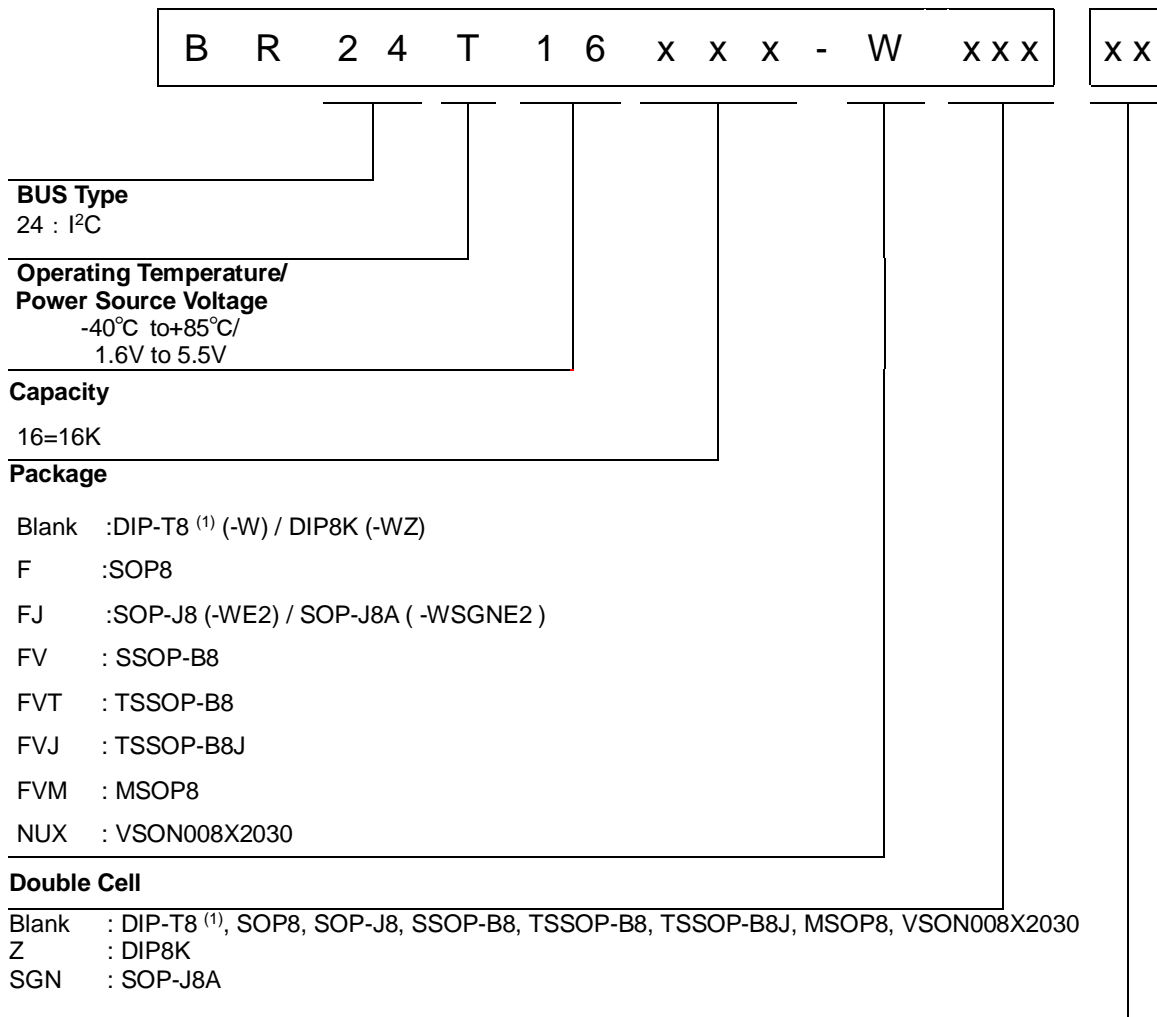 B R 2 4 T 1 6 x x x - W x x x x x
BUS Type
24 : I²C
Operating Temperature/
Power Source Voltage
-40°C to+85°C/
1.6V to 5.5V
Capacity
16=16K
Package
Blank :DIP-T8 (1) (-W) / DIP8K (-WZ)
F :SOP8
FJ :SOP-J8 (-WE2) / SOP-J8A ( -WSGNE2 )
FV : SSOP-B8
FVT : TSSOP-B8
FVJ : TSSOP-B8J
FVM : MSOP8
NUX : VSON008X2030
Double Cell
Blank : DIP-T8 (1), SOP8, SOP-J8, SSOP-B8, TSSOP-B8, TSSOP-B8J, MSOP8, VSON008X2030
Z : DIP8K
SGN : SOP-J8A